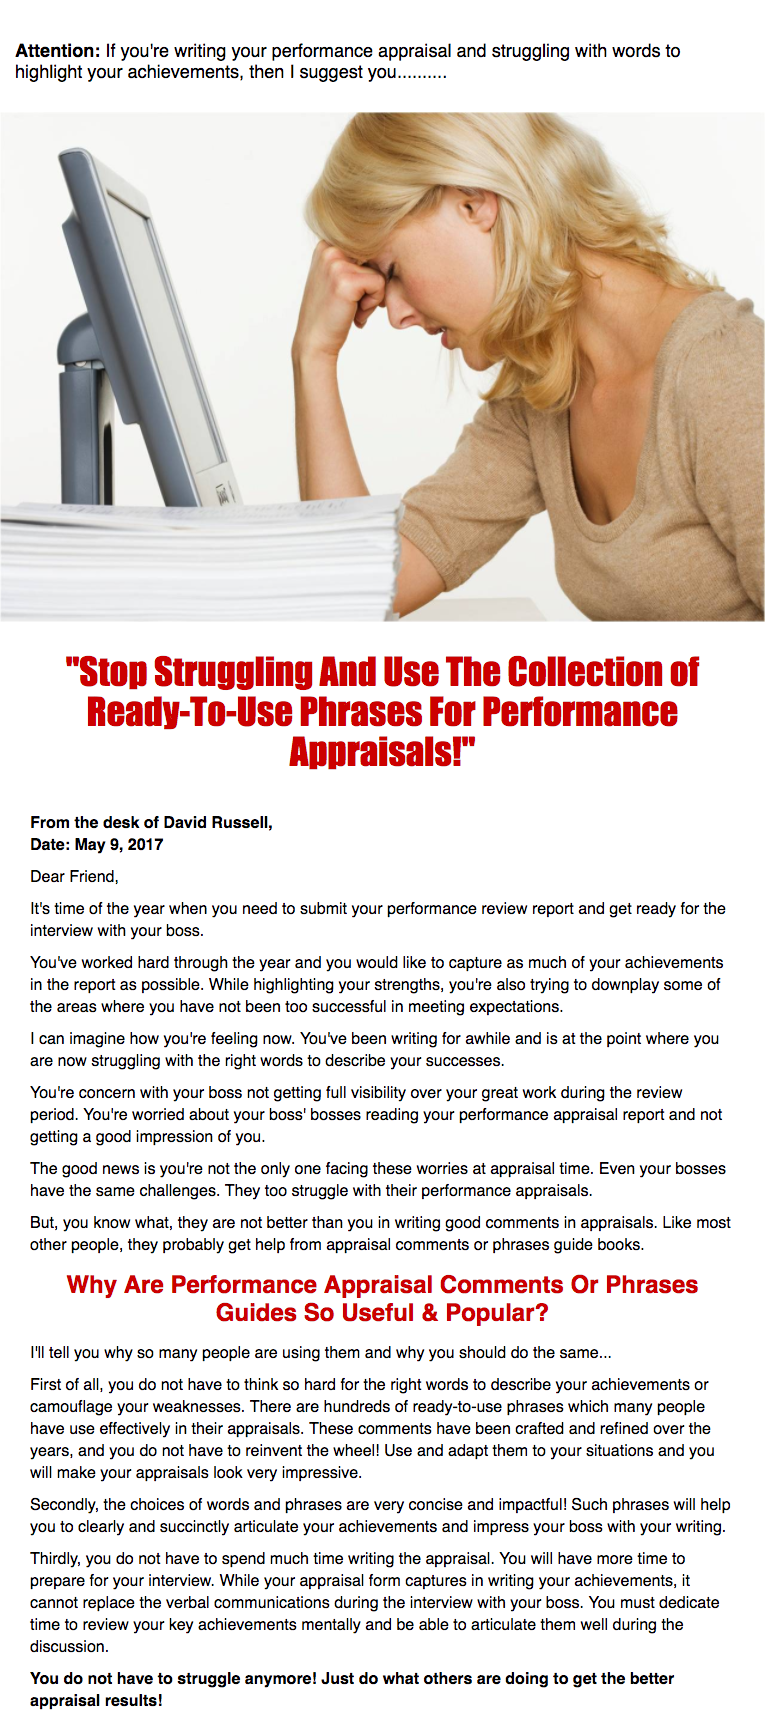 Attention: If you're writing your performance appraisal and struggling with words to
highlight your achievements, then I suggest you..........
"Stop Struggling And Use The Collection of
Ready-To-Use Phrases For Performance
Appraisals!"
From the desk of David Russell,
Date: May 9, 2017
Dear Friend,
It's time of the year when you need to submit your performance review report and get ready for the
interview with your boss.
You've worked hard through the year and you would like to capture as much of your achievements
in the report as possible. While highlighting your strengths, you're also trying to downplay some of
the areas where you have not been too successful in meeting expectations.
I can imagine how you're feeling now. You've been writing for awhile and is at the point where you
are now struggling with the right words to describe your successes.
You're concern with your boss not getting full visibility over your great work during the review
period. You're worried about your boss' bosses reading your performance appraisal report and not
getting a good impression of you.
The good news is you're not the only one facing these worries at appraisal time. Even your bosses
have the same challenges. They too struggle with their performance appraisals.
But, you know what, they are not better than you in writing good comments in appraisals. Like most
other people, they probably get help from appraisal comments or phrases guide books.
Why Are Performance Appraisal Comments Or Phrases
Guides So Useful & Popular?
I'll tell you why so many people are using them and why you should do the same...
First of all, you do not have to think so hard for the right words to describe your achievements or
camouflage your weaknesses. There are hundreds of ready-to-use phrases which many people
have use effectively in their appraisals. These comments have been crafted and refined over the
years, and you do not have to reinvent the wheel! Use and adapt them to your situations and you
will make your appraisals look very impressive.
Secondly, the choices of words and phrases are very concise and impactful! Such phrases will help
you to clearly and succinctly articulate your achievements and impress your boss with your writing.
Thirdly, you do not have to spend much time writing the appraisal. You will have more time to
prepare for your interview. While your appraisal form captures in writing your achievements, it
cannot replace the verbal communications during the interview with your boss. You must dedicate
time to review your key achievements mentally and be able to articulate them well during the
discussion.
You do not have to struggle anymore! Just do what others are doing to get the better
appraisal results!